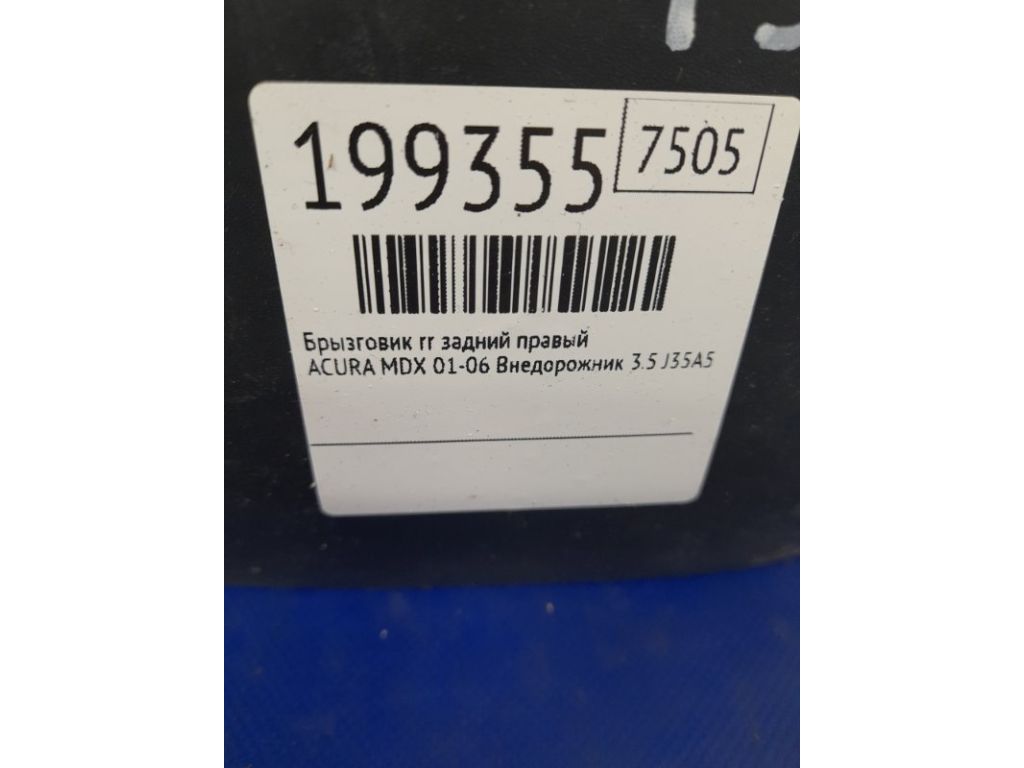 199355
7505
Брызговик rr задний правый
ACURA MDX 01-06 Внедорожник 3.5 J35A5